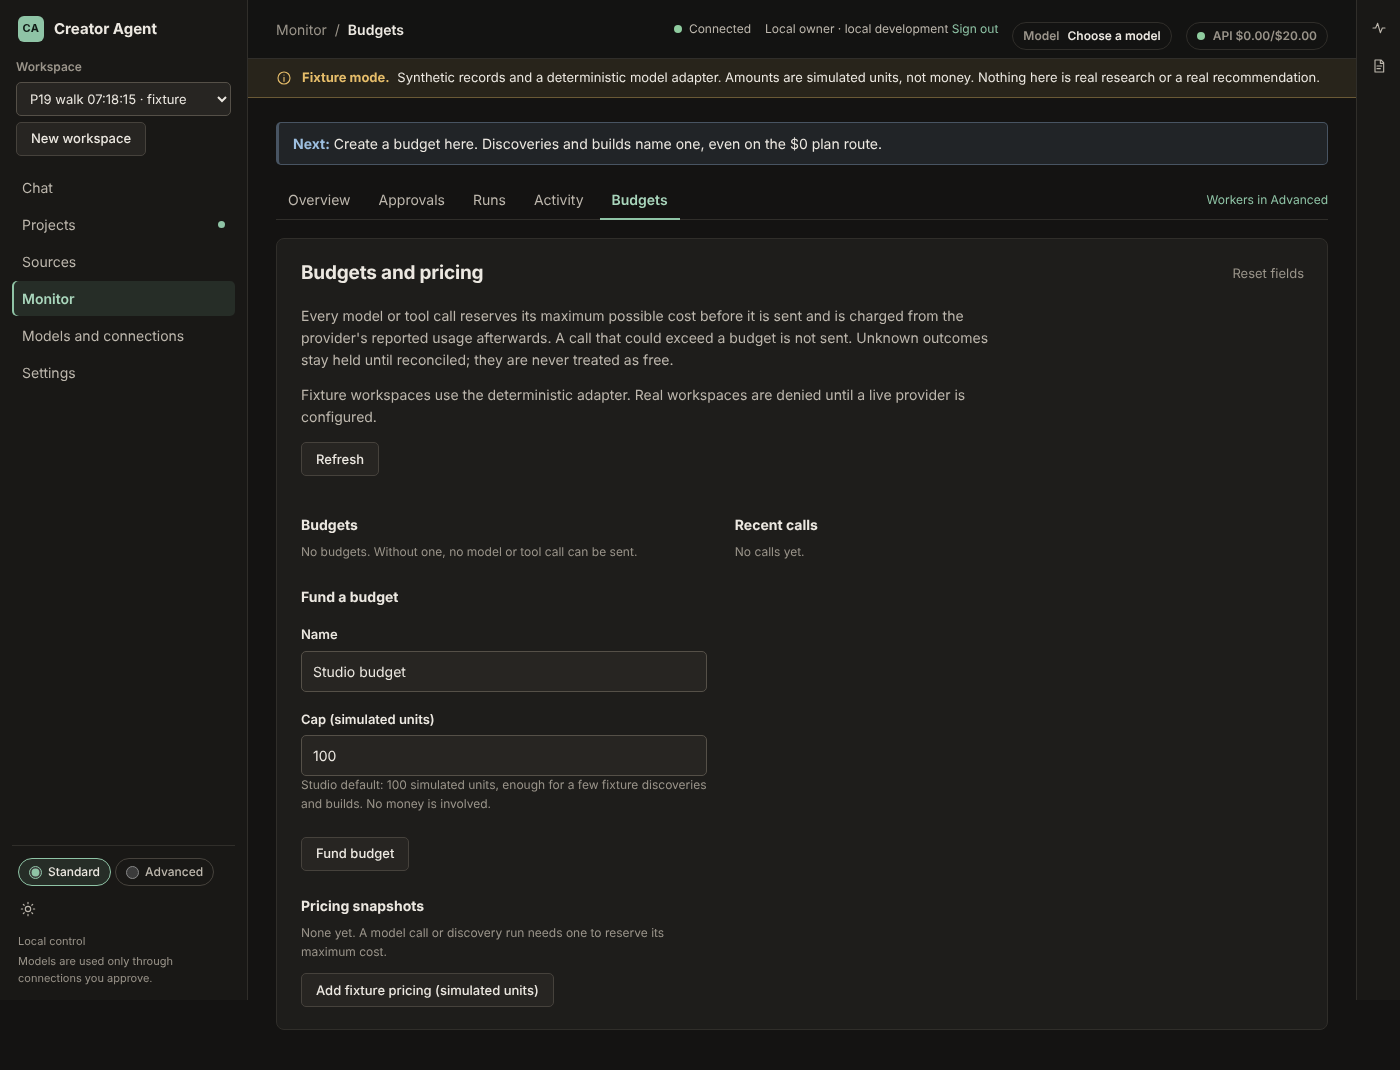 CA Creator Agent
Workspace
P19 walk 07:18:15 · fixture
New workspace
Chat
Projects
Sources
Monitor
Models and connections
Settings
Standard
Advanced
Local control
Models are used only through
connections you approve.
Monitor / Budgets
Connected
Local owner · local development Sign out
Model Choose a model
API $0.00/$20.00
Fixture mode. Synthetic records and a deterministic model adapter. Amounts are simulated units, not money. Nothing here is real research or a real recommendation.
Next: Create a budget here. Discoveries and builds name one, even on the $0 plan route.
Overview
Approvals
Runs
Activity
Budgets
Workers in Advanced
Budgets and pricing
Reset fields
Every model or tool call reserves its maximum possible cost before it is sent and is charged from the
provider's reported usage afterwards. A call that could exceed a budget is not sent. Unknown outcomes
stay held until reconciled; they are never treated as free.
Fixture workspaces use the deterministic adapter. Real workspaces are denied until a live provider is
configured.
Refresh
Budgets
No budgets. Without one, no model or tool call can be sent.
Recent calls
No calls yet.
Fund a budget
Name
Studio budget
Cap (simulated units)
100
Studio default: 100 simulated units, enough for a few fixture discoveries
and builds. No money is involved.
Fund budget
Pricing snapshots
None yet. A model call or discovery run needs one to reserve its
maximum cost.
Add fixture pricing (simulated units)